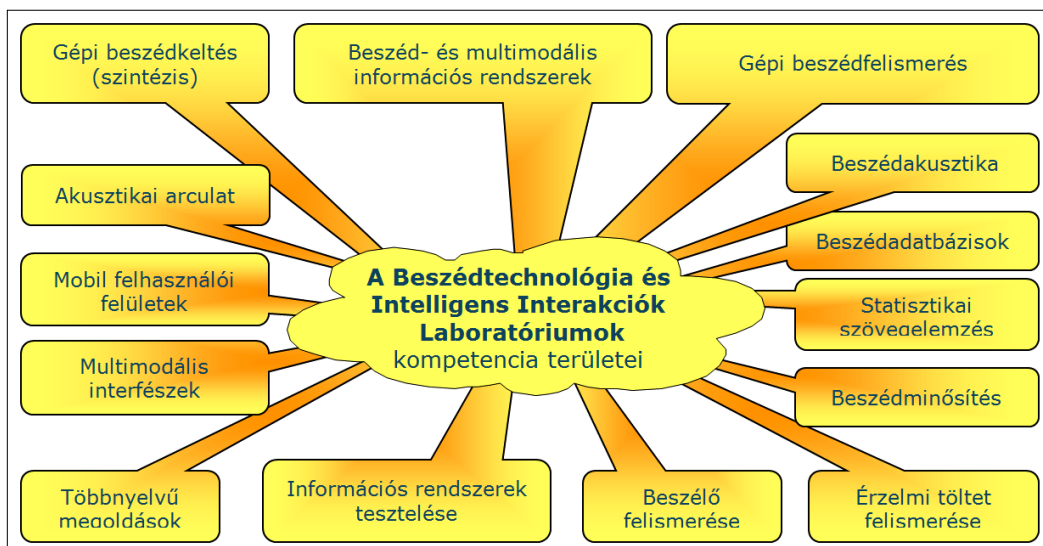 Gépi beszédkeltés
(szintézis)
Beszéd- és multimodális
információs rendszerek
Gépi beszédfelismerés
Akusztikai arculat
Beszédakusztika
Beszédadatbázisok
Mobil felhasználói
felületek
A Beszédtechnológia és
Intelligens Interakciók
Laboratóriumok
kompetencia területei
Statisztikai
szövegelemzés
Multimodális
interfészek
Beszédminősítés
Többnyelvű
megoldások
Információs rendszerek
tesztelése
Beszélő
felismerése
Érzelmi töltet
felismerése